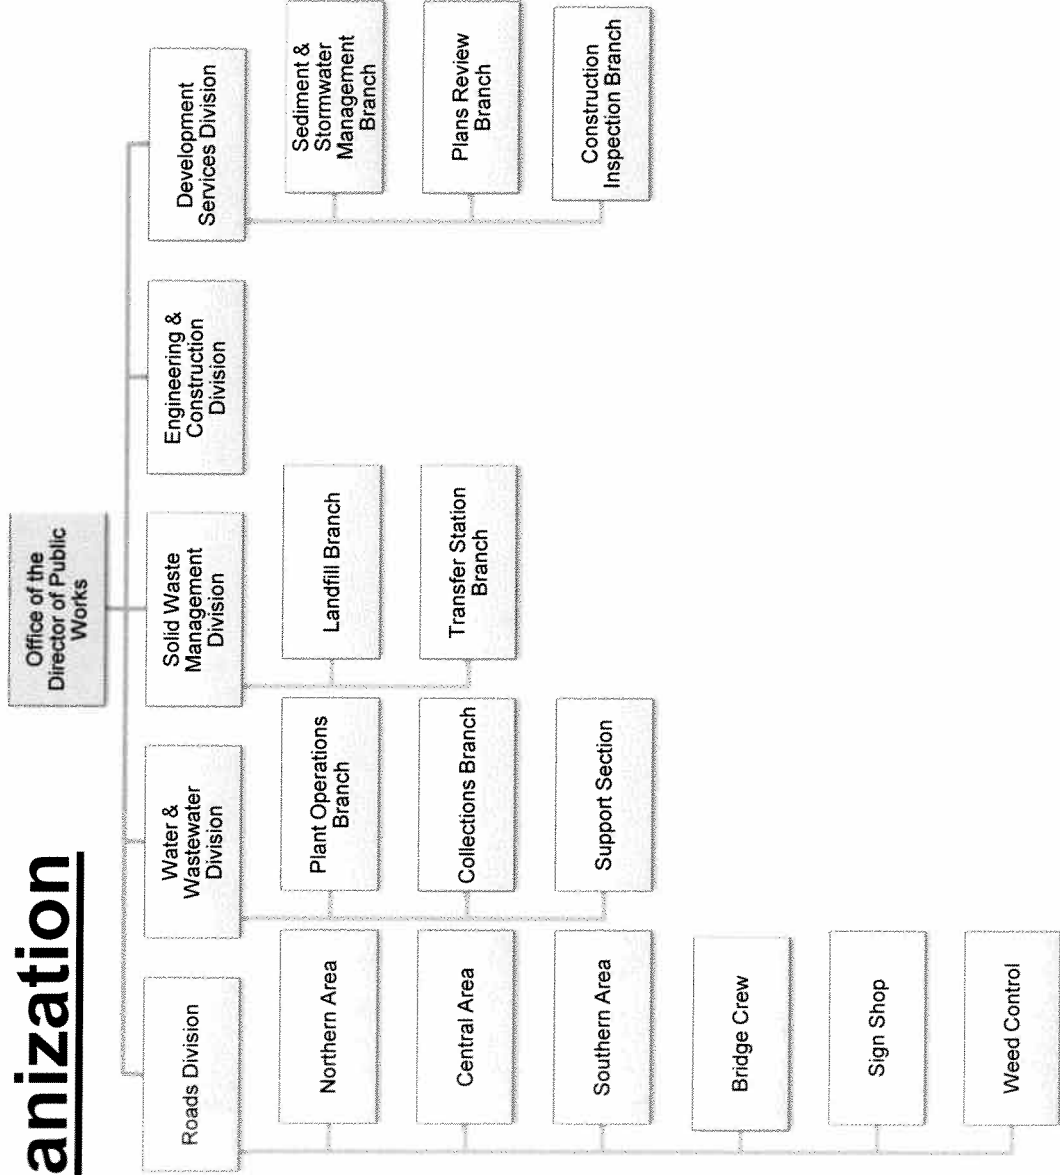 anization
Office of the
Director of Public
Works
Roads Division
Northern Area
Central Area
Southern Area
Bridge Crew
Sign Shop
Weed Control
Water &
Wastewater
Division
Plant Operations
Branch
Collections Branch
Support Section
Solid Waste
Management
Division
Landfill Branch
Transfer Station
Branch
Engineering &
Construction
Division
Development
Services Division
Sediment &
Stormwater
Management
Branch
Plans Review
Branch
Construction
Inspection Branch